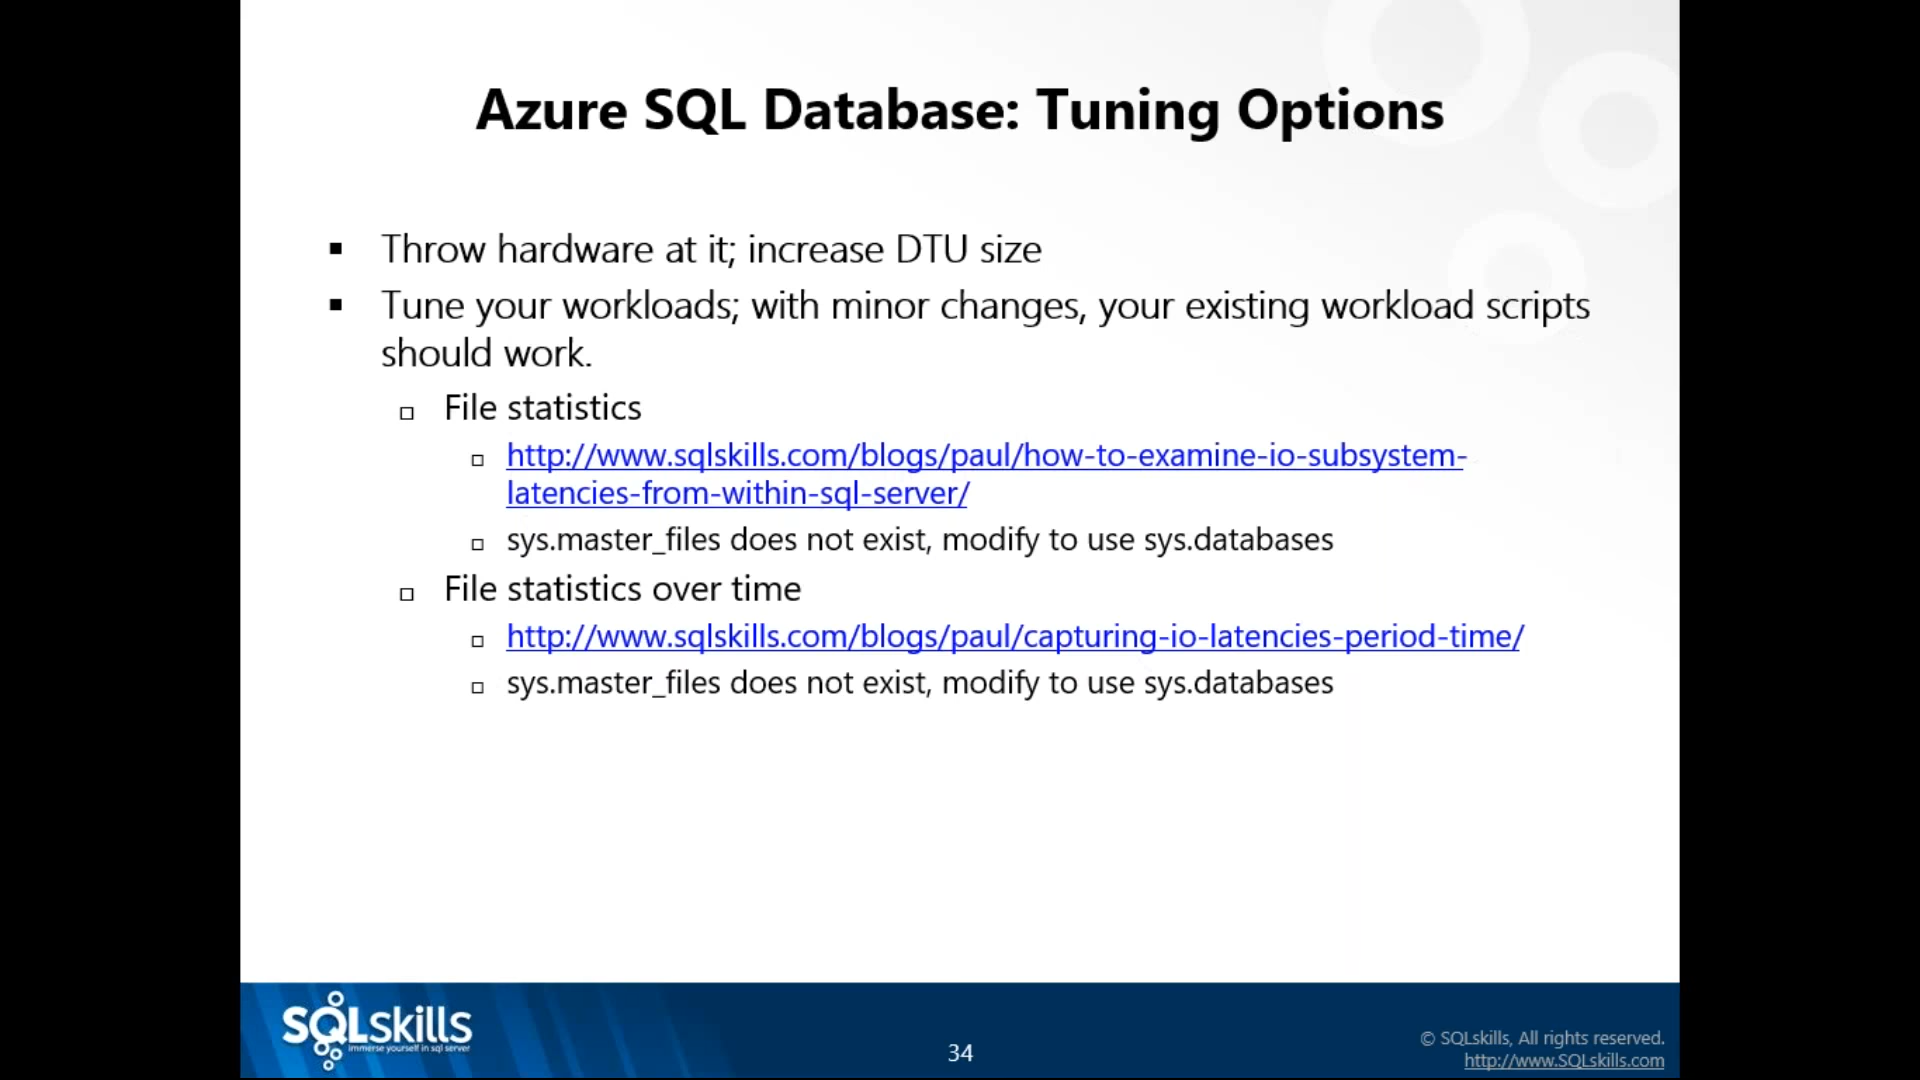 Azure SQL Database: Tuning Options
Throw hardware at it; increase DTU size
Tune your workloads; with minor changes, your existing workload scripts
should work.
File statistics
http://www.sqlskills.com/blogs/paul/how-to-examine-io-subsystem-
latencies-from-within-sql-server/
sys.master_files does not exist, modify to use sys.databases
File statistics over time
http://www.sqlskills.com/blogs/paul/capturing-io-latencies-period-time/
sys.master_files does not exist, modify to use sys.databases
SQLskills
immerse yourself in sql server
34
© SQLskills, All rights reserved.
http://www.SQLskills.com